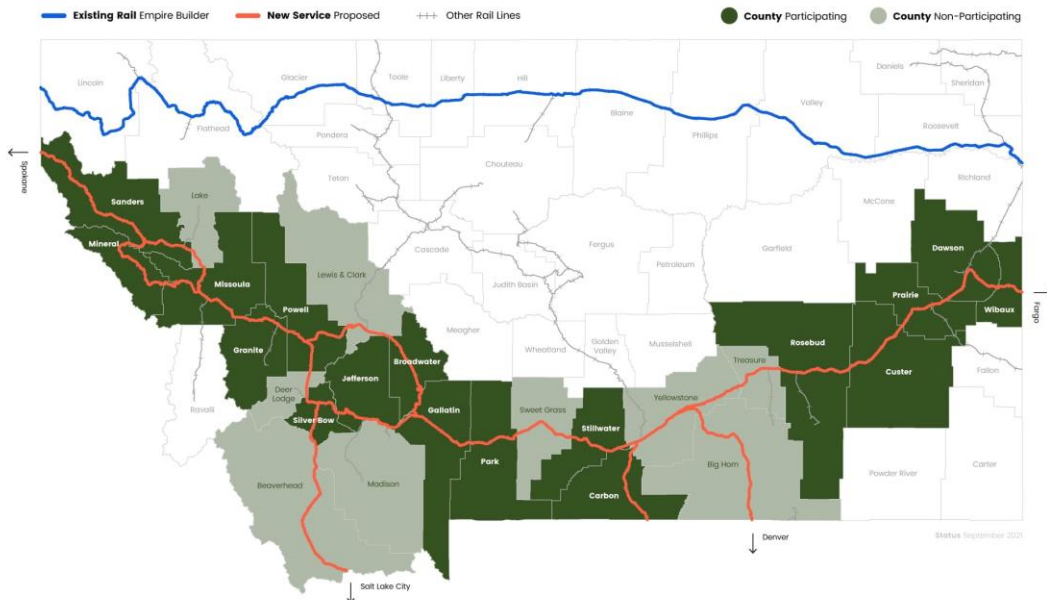 Existing Rail Empire Builder
New Service Proposed
Other Rail Lines
County Participating
County Non-Participating
Lincoln
Flathead
Glacier
Toole
Liberty
Hill
Blaine
Phillips
Valley
Daniels
Sheridan
Roosevelt
Pondera
Teton
Chouteau
Richland
McCone
Spokane
Sanders
Lake
Mineral
Missoula
Lewis & Clark
Cascade
Fergus
Petroleum
Garfield
Dawson
Judith Basin
Prairie
Wibaux
Fargo
Powell
Meagher
Wheatland
Golden
Valley
Musselshell
Rosebud
Treasure
Granite
Jefferson
Broadwater
Custer
Fallon
Deer
Lodge
Ravalli
Silver Bow
Gallatin
Sweet Grass
Stillwater
Yellowstone
Park
Big Horn
Powder River
Carter
Beaverhead
Madison
Carbon
Status September 2021
Denver
Salt Lake City